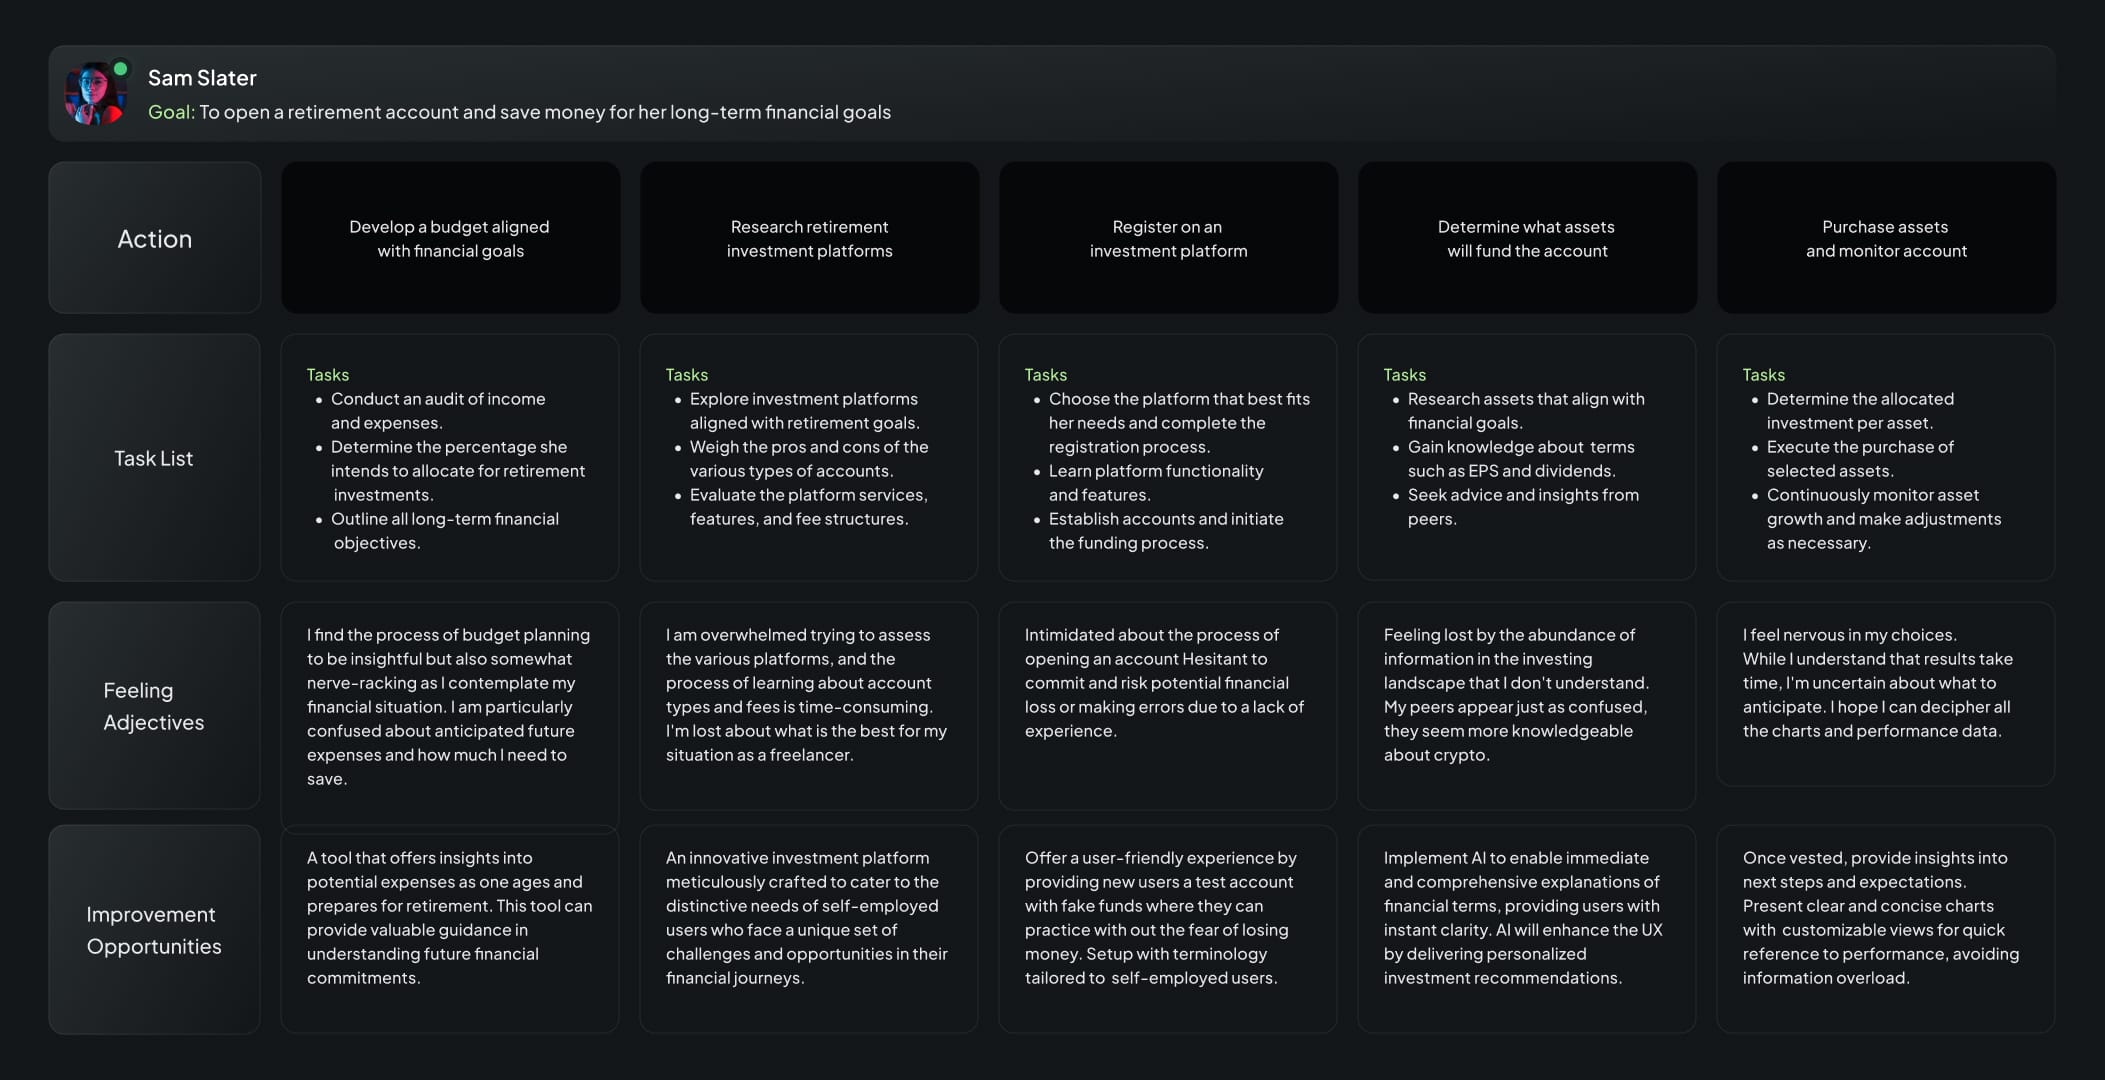 Sam Slater
Goal: To open a retirement account and save money for her long-term financial goals
Action
Develop a budget aligned
with financial goals
Research retirement
investment platforms
Register on an
investment platform
Determine what assets
will fund the account
Purchase assets
and monitor account
Task List
Tasks
• Conduct an audit of income
and expenses.
• Determine the percentage she
intends to allocate for retirement
investments.
• Outline all long-term financial
objectives.
Tasks
• Explore investment platforms
aligned with retirement goals.
• Weigh the pros and cons of the
various types of accounts.
• Evaluate the platform services,
features, and fee structures.
Tasks
• Choose the platform that best fits
her needs and complete the
registration process.
• Learn platform functionality
and features.
• Establish accounts and initiate
the funding process.
Tasks
• Research assets that align with
financial goals.
• Gain knowledge about  terms
such as EPS and dividends.
• Seek advice and insights from
peers.
Tasks
• Determine the allocated
investment per asset.
• Execute the purchase of
selected assets.
• Continuously monitor asset
growth and make adjustments
as necessary.
Feeling
Adjectives
I find the process of budget planning
to be insightful but also somewhat
nerve-racking as I contemplate my
financial situation. I am particularly
confused about anticipated future
expenses and how much I need to
save.
I am overwhelmed trying to assess
the various platforms, and the
process of learning about account
types and fees is time-consuming.
I'm lost about what is the best for my
situation as a freelancer.
Intimidated about the process of
opening an account Hesitant to
commit and risk potential financial
loss or making errors due to a lack of
experience.
Feeling lost by the abundance of
information in the investing
landscape that I don't understand.
My peers appear just as confused,
they seem more knowledgeable
about crypto.
I feel nervous in my choices.
While I understand that results take
time, I'm uncertain about what to
anticipate. I hope I can decipher all
the charts and performance data.
Improvement
Opportunities
A tool that offers insights into
potential expenses as one ages and
prepares for retirement. This tool can
provide valuable guidance in
understanding future financial
commitments.
An innovative investment platform
meticulously crafted to cater to the
distinctive needs of self-employed
users who face a unique set of
challenges and opportunities in their
financial journeys.
Offer a user-friendly experience by
providing new users a test account
with fake funds where they can
practice with out the fear of losing
money. Setup with terminology
tailored to  self-employed users.
Implement AI to enable immediate
and comprehensive explanations of
financial terms, providing users with
instant clarity. AI will enhance the UX
by delivering personalized
investment recommendations.
Once vested, provide insights into
next steps and expectations.
Present clear and concise charts
with  customizable views for quick
reference to performance, avoiding
information overload.